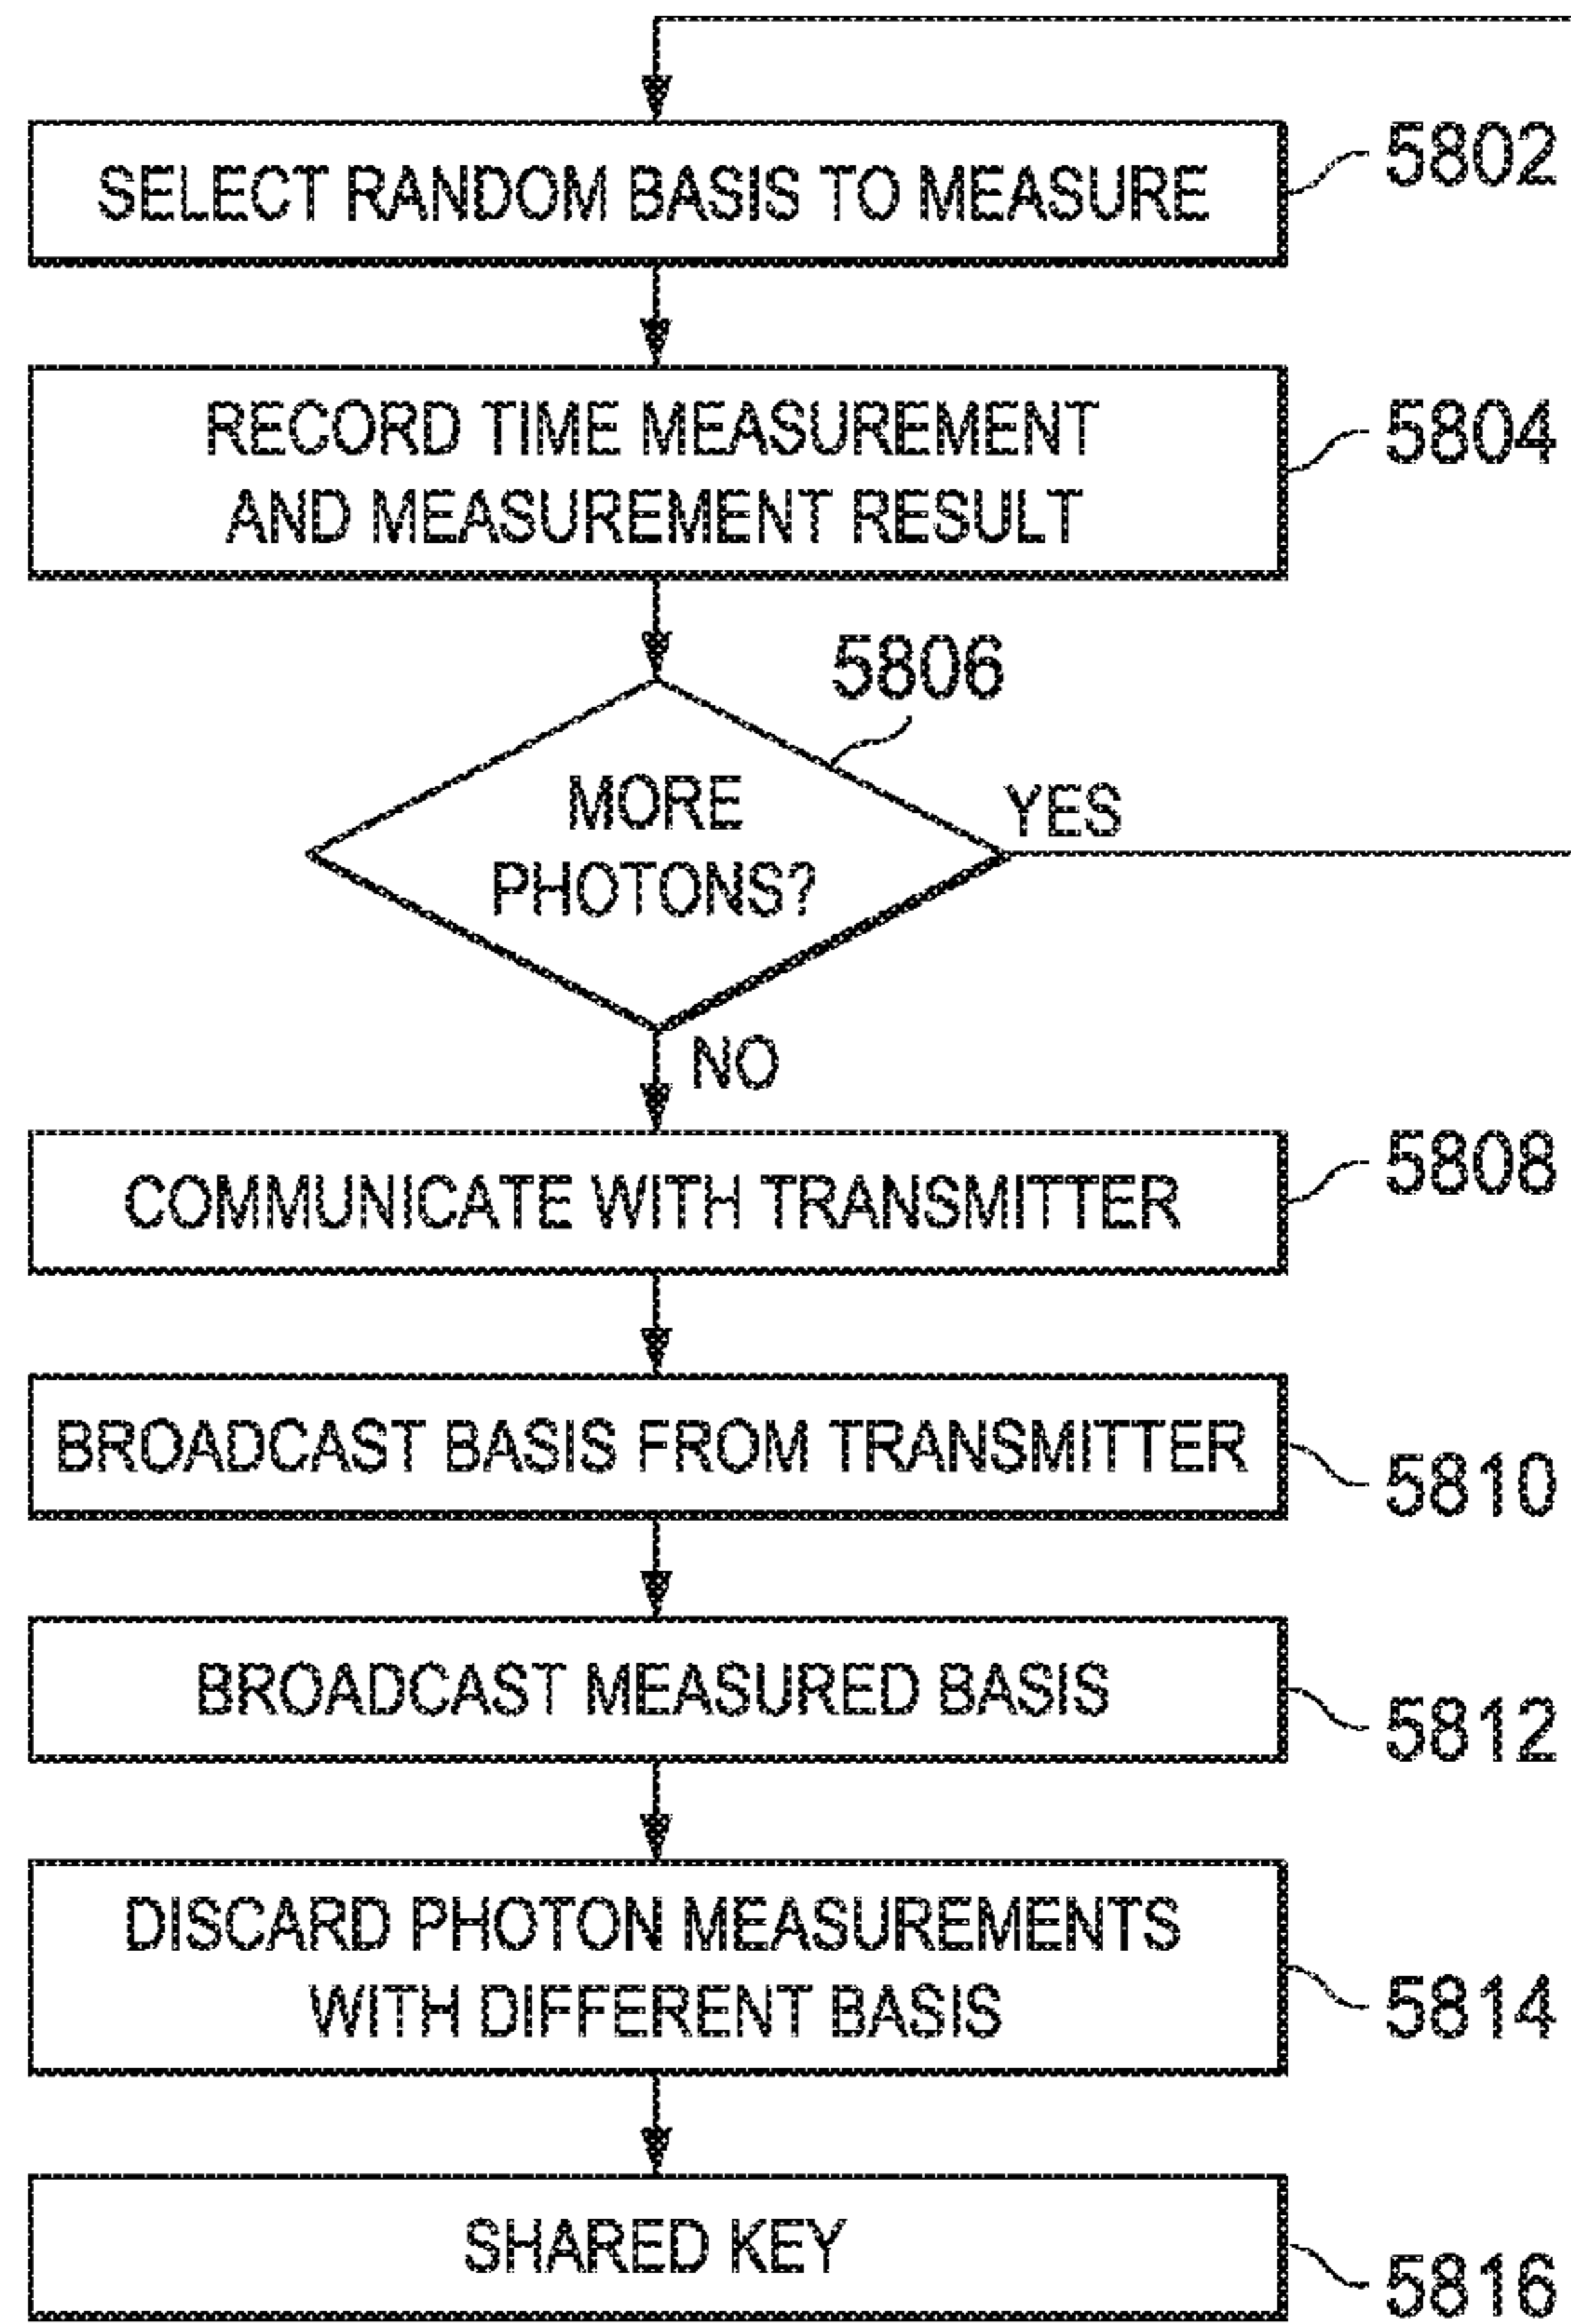 SELECT RANDOM BASIS TO MEASURE
5802
RECORD TIME MEASUREMENT
AND MEASUREMENT RESULT
5804
5806
MORE
PHOTONS?
YES
NO
COMMUNICATE WITH TRANSMITTER
5808
BROADCAST BASIS FROM TRANSMITTER
5810
BROADCAST MEASURED BASIS
5812
DISCARD PHOTON MEASUREMENTS
WITH DIFFERENT BASIS
5814
SHARED KEY
5816